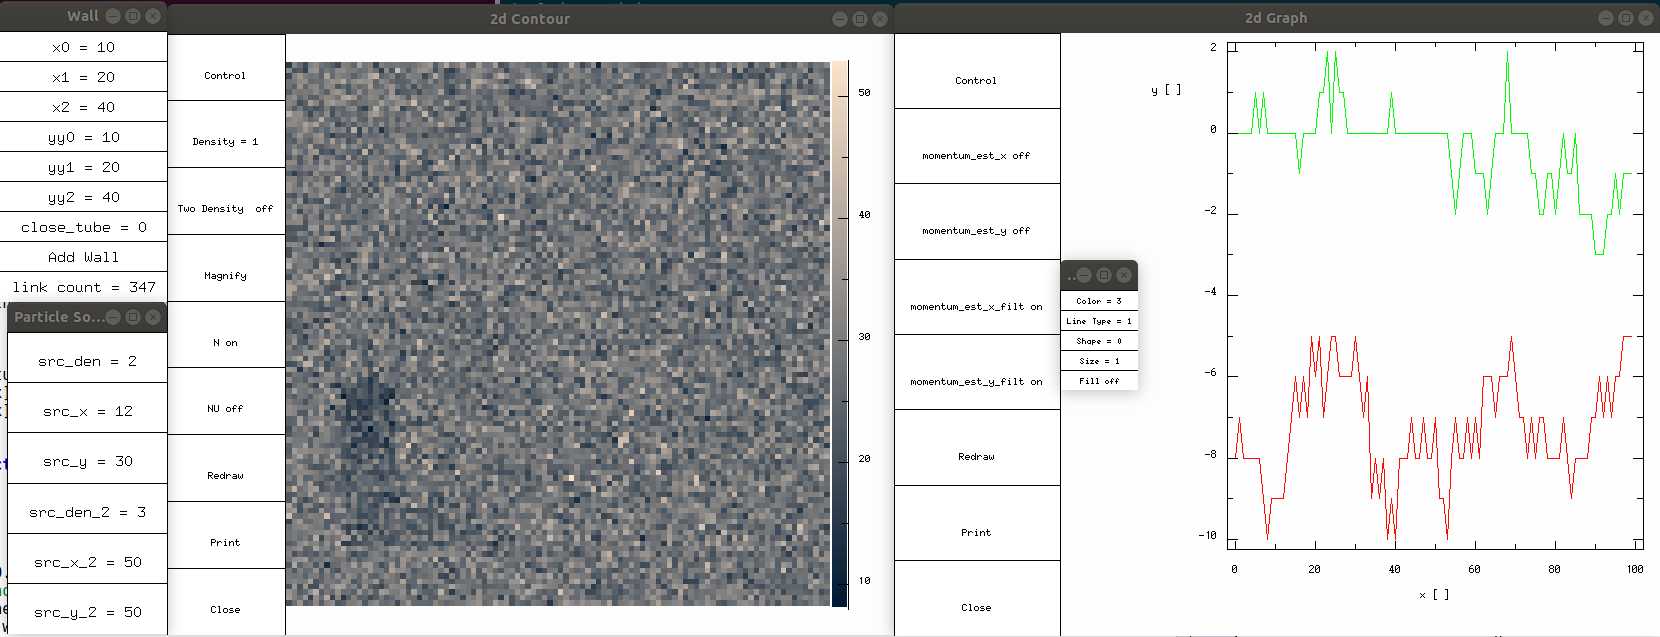 Wall
x0 = 10
x1 = 20
x2 = 40
yy0 = 10
yy1 = 20
yy2 = 40
close_tube = 0
Add Wall
link count = 347
Particle So...
src_den = 2
src_x = 12
src_y = 30
src_den_2 = 3
src_x_2 = 50
src_y_2 = 50
2d Contour
Control
Density = 1
Two Density off
Magnify
N on
NU off
Redraw
Print
Close
50
40
30
20
10
2d Graph
Control
momentum_est_x off
momentum_est_y off
momentum_est_x_filt on
momentum_est_y_filt on
Redraw
Print
Close
..
Color = 3
Line Type = 1
Shape = 0
Size = 1
Fill off
y [ ]
2
0
-2
-4
-6
-8
-10
0 20 40 60 80 100
x [ ]